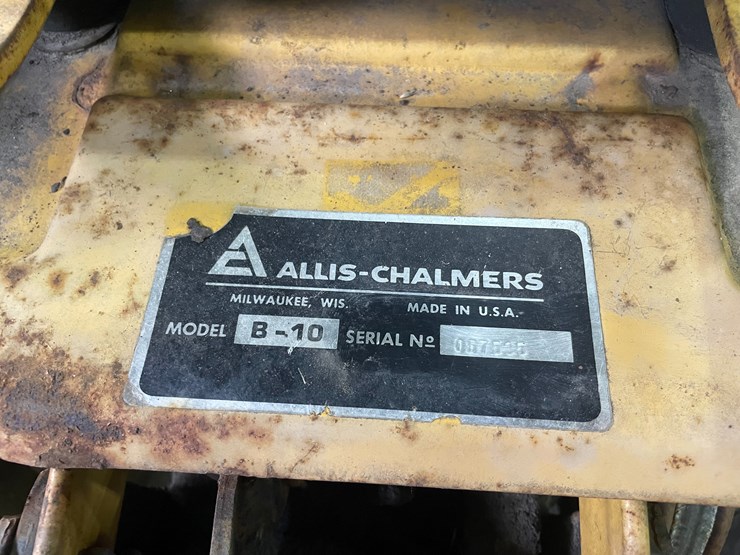 ALLIS-CHALMERS
MILWAUKEE, WIS. MADE IN U.S.A.
MODEL B-10 SERIAL Nº